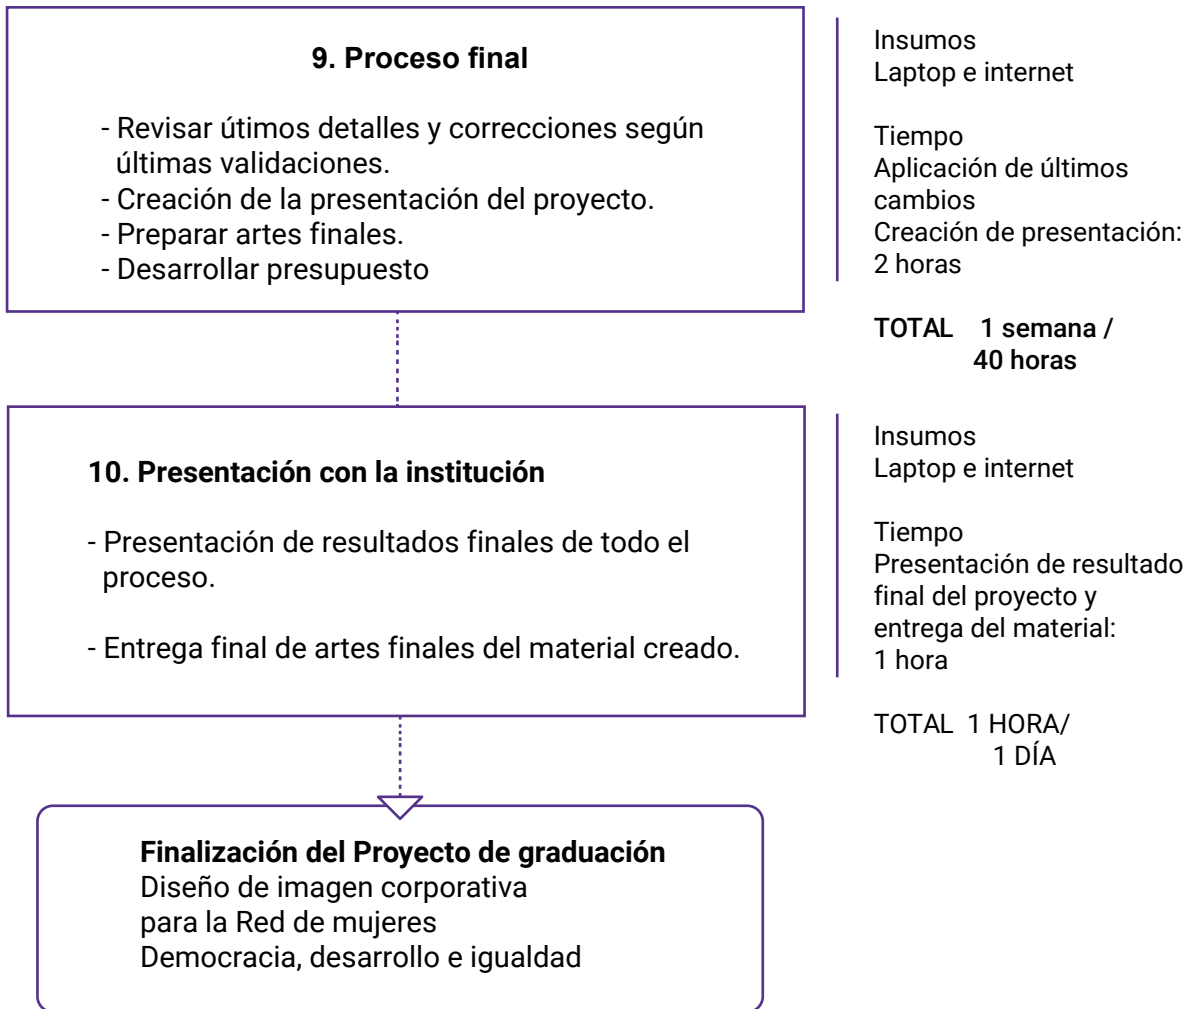 9. Proceso final
- Revisar útimos detalles y correcciones según
últimas validaciones.
- Creación de la presentación del proyecto.
- Preparar artes finales.
- Desarrollar presupuesto
Insumos
Laptop e internet
Tiempo
Aplicación de últimos
cambios
Creación de presentación:
2 horas
TOTAL 1 semana /
40 horas
10. Presentación con la institución
- Presentación de resultados finales de todo el
proceso.
- Entrega final de artes finales del material creado.
Insumos
Laptop e internet
Tiempo
Presentación de resultado
final del proyecto y
entrega del material:
1 hora
TOTAL 1 HORA/
1 DÍA
Finalización del Proyecto de graduación
Diseño de imagen corporativa
para la Red de mujeres
Democracia, desarrollo e igualdad